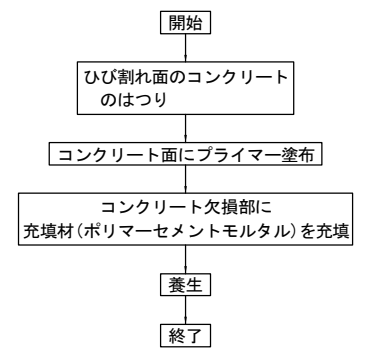 開始
ひび割れ面のコンクリート
のはつり
コンクリート面にプライマー塗布
コンクリート欠損部に
充填材(ポリマーセメントモルタル)を充填
養生
終了